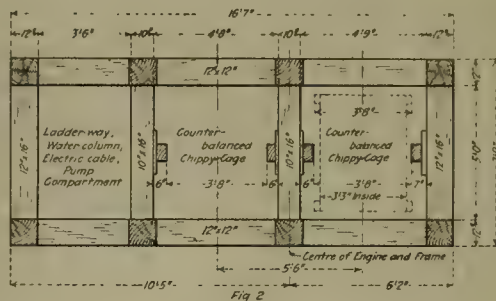 16'7"
12" 3'6" 10" 4'8" 10" 4'9" 12"
12"x12"
3'8"
Ladder way,
Water column,
Electric cable,
Pump
Compartment
Counter-
balanced
Chippy Cage
Counter-
balanced
Chippy Cage
12"x16"
10"x16"
10"x16"
12"x16"
6" 3'8" 6" 3'8" 7"
3'3" inside
12"x12"
12"
5'0"
12"
Centre of Engine and Frame
5'6"
10'5" 6'2"
Fig 2